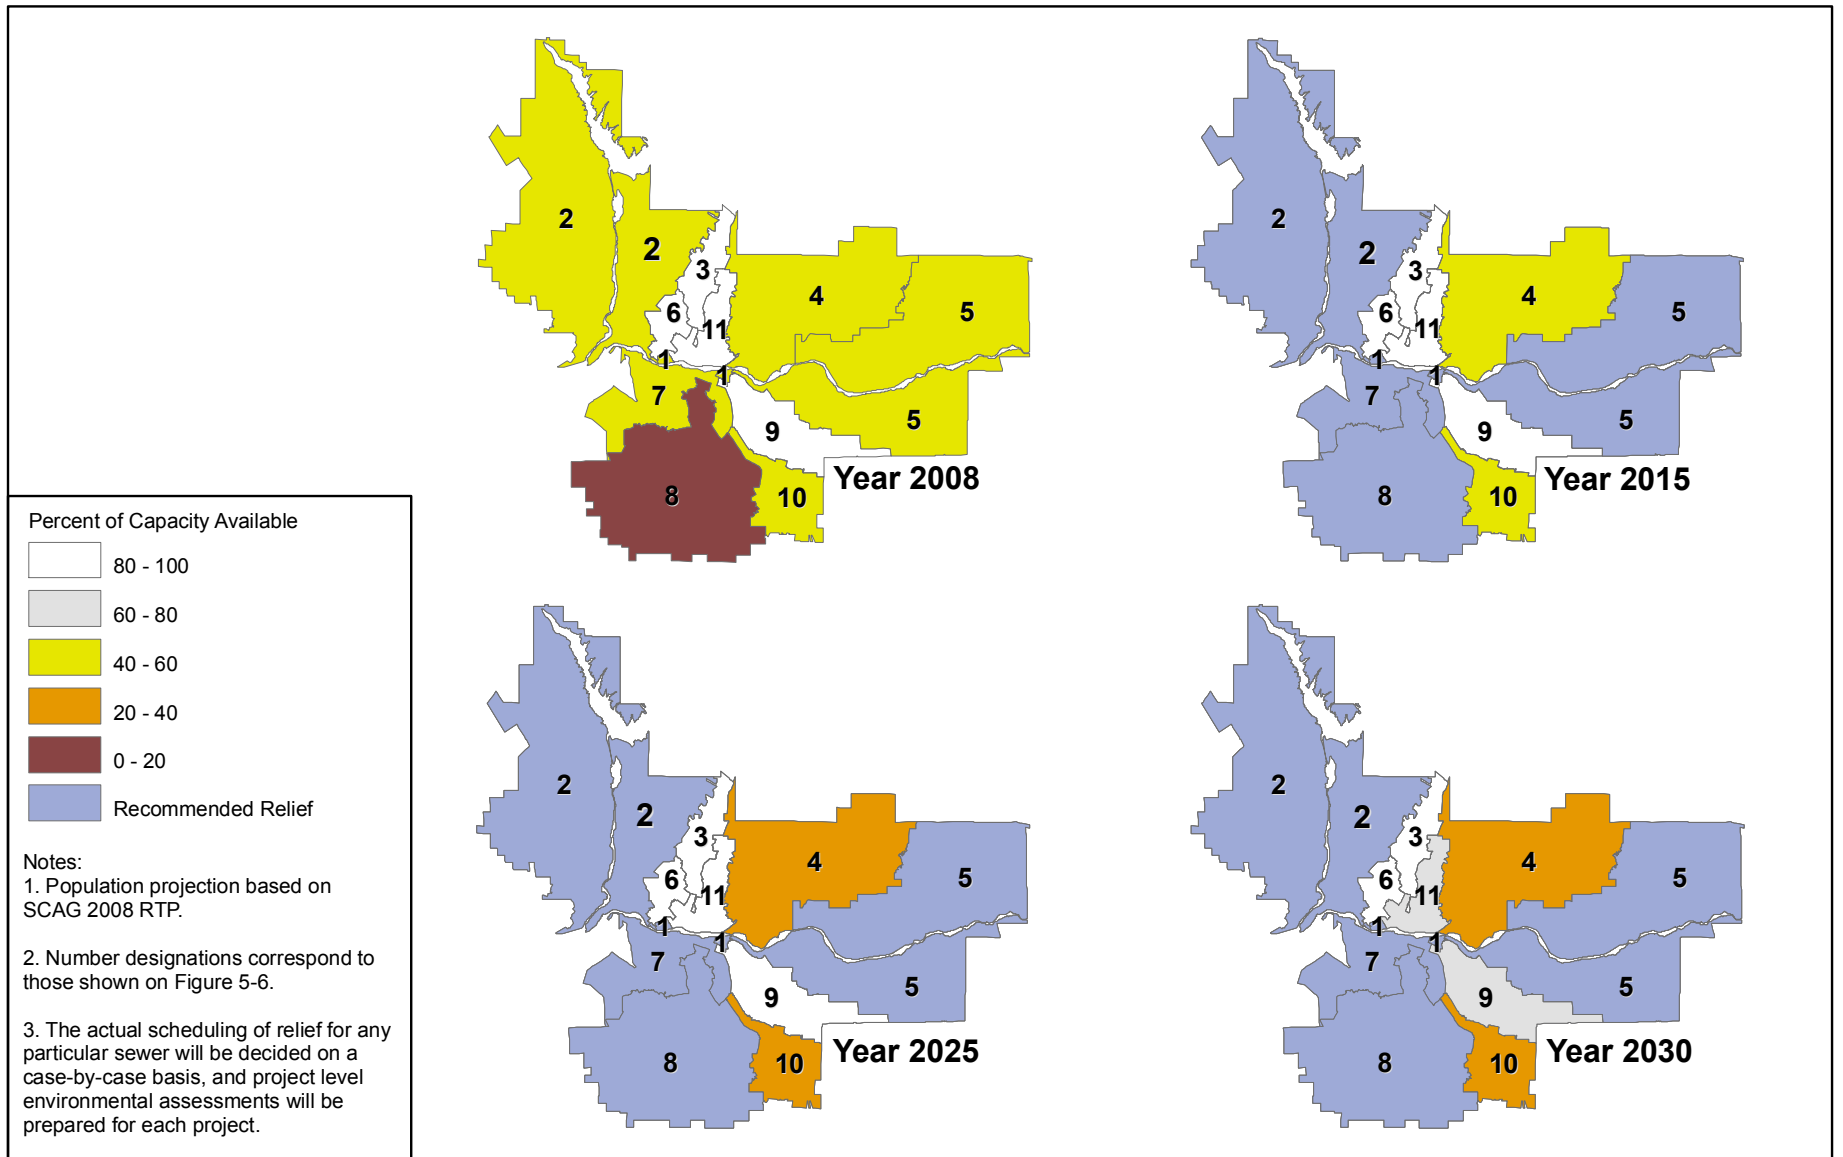 2
2
3
4
5
6
11
1
1
7
5
9
8
10
Year 2008
2
2
3
4
5
6
11
1
1
7
5
9
8
10
Year 2015
Percent of Capacity Available
80 - 100
60 - 80
40 - 60
20 - 40
0 - 20
Recommended Relief
Notes:
1. Population projection based on
SCAG 2008 RTP.
2. Number designations correspond to
those shown on Figure 5-6.
3. The actual scheduling of relief for any
particular sewer will be decided on a
case-by-case basis, and project level
environmental assessments will be
prepared for each project.
2
2
3
4
5
6
11
1
1
7
5
9
8
10
Year 2025
2
2
3
4
5
6
11
1
1
7
5
9
8
10
Year 2030